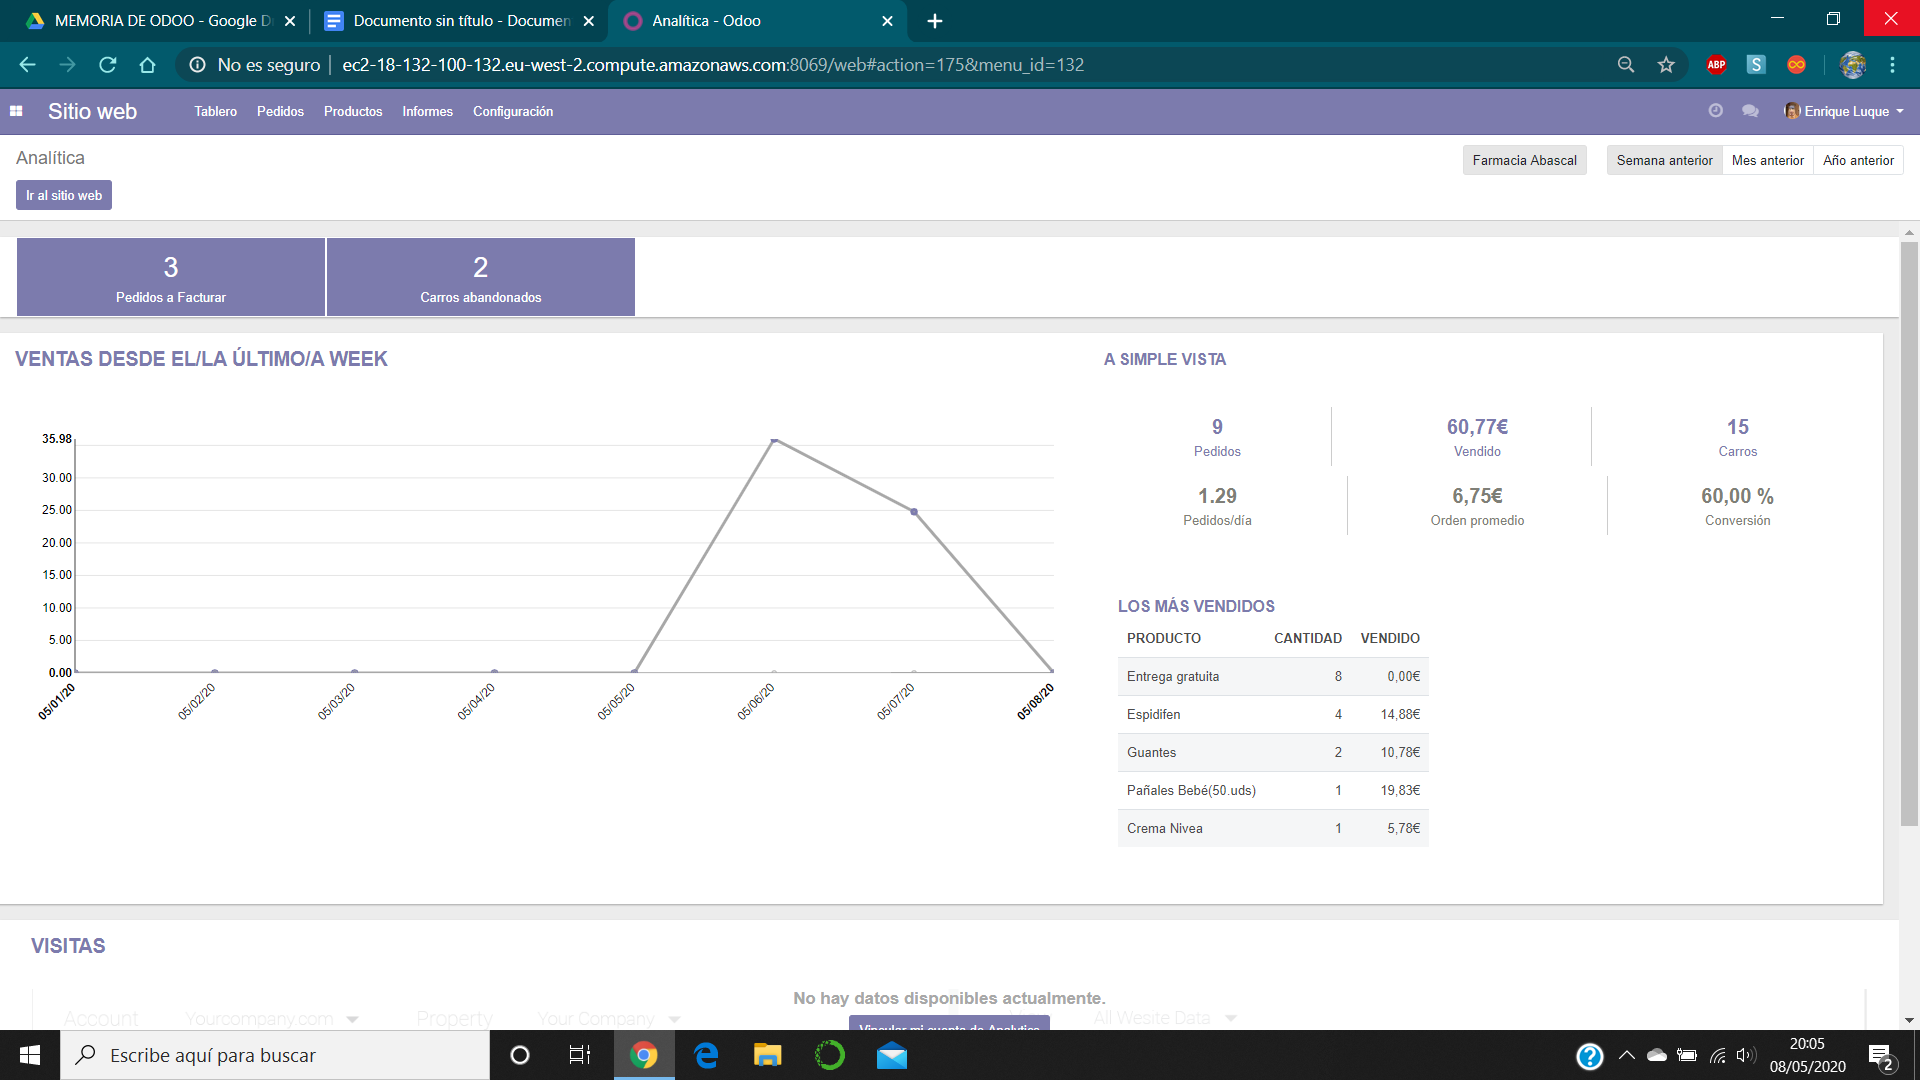 MEMORIA DE ODOO - Google D
Documento sin título - Documen
Analítica - Odoo
No es seguro
ec2-18-132-100-132.eu-west-2.compute.amazonaws.com:8069/web#action=175&menu_id=132
ABP
S
Sitio web
Tablero
Pedidos
Productos
Informes
Configuración
Enrique Luque
Analítica
Farmacia Abascal
Semana anterior
Mes anterior
Año anterior
Ir al sitio web
3
Pedidos a Facturar
2
Carros abandonados
VENTAS DESDE EL/LA ÚLTIMO/A WEEK
35.98
30.00
25.00
20.00
15.00
10.00
5.00
0.00
05/01/20
05/02/20
05/03/20
05/04/20
05/05/20
05/06/20
05/07/20
05/08/20
A SIMPLE VISTA
9
Pedidos
60,77€
Vendido
15
Carros
1.29
Pedidos/día
6,75€
Orden promedio
60,00 %
Conversión
LOS MÁS VENDIDOS
PRODUCTO CANTIDAD VENDIDO
Entrega gratuita 8 0,00€
Espidifen 4 14,88€
Guantes 2 10,78€
Pañales Bebé(50.uds) 1 19,83€
Crema Nivea 1 5,78€
VISITAS
No hay datos disponibles actualmente.
Account
Yourcompany.com
Property
Your Company
All Wesite Data
Vincular mi cuenta de Analytics
Escribe aquí para buscar
20:05
08/05/2020
2